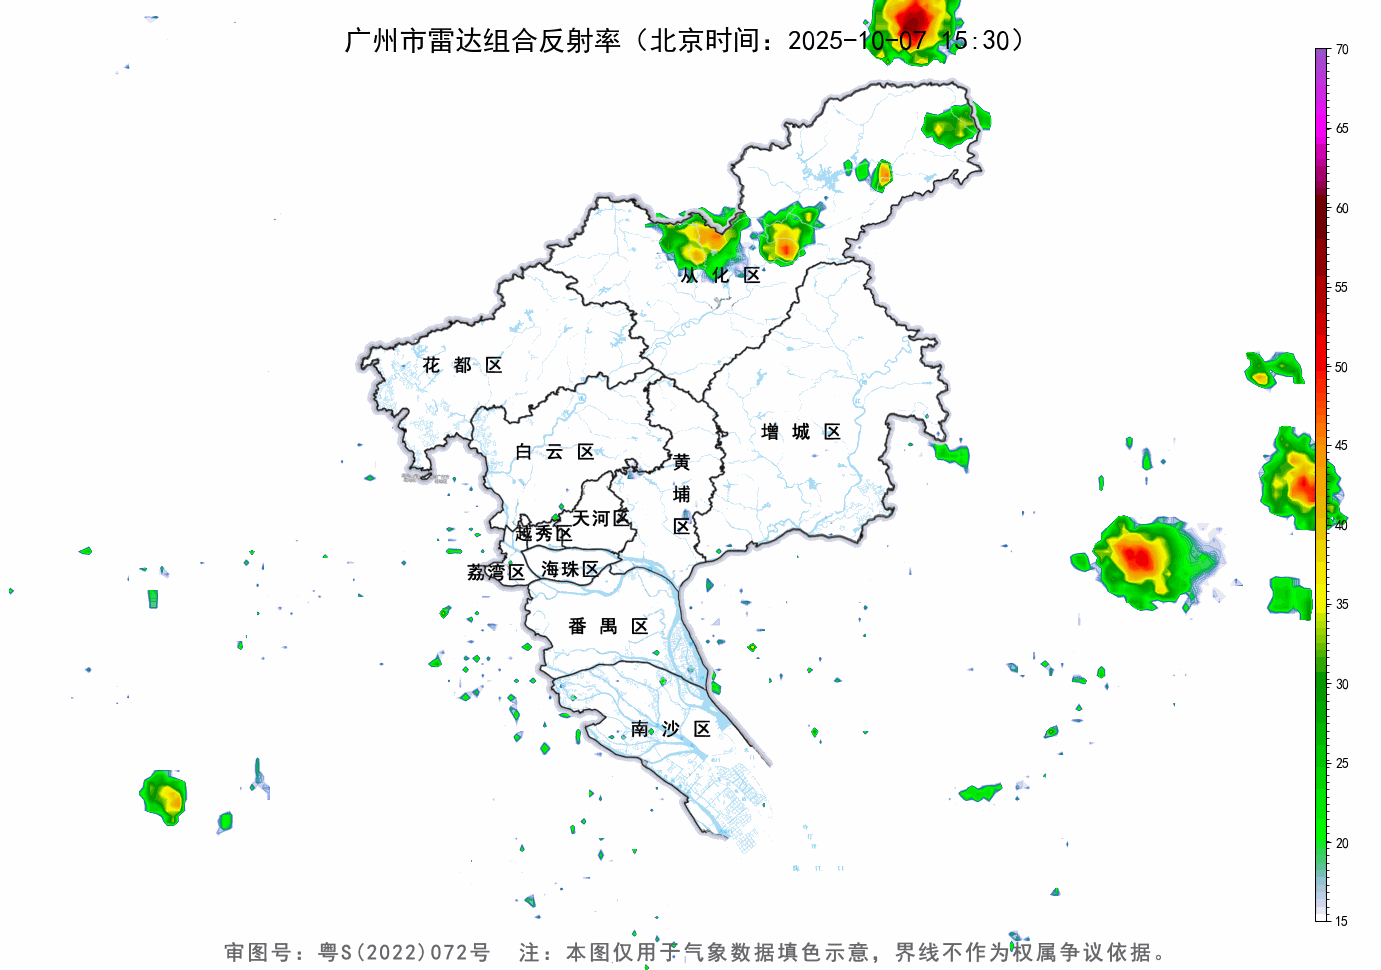 广州市雷达组合反射率（北京时间：2025-10-07 15:30）
70
65
60
55
50
45
40
35
30
25
20
15
从化区
花都区
增城区
白云区
黄埔区
天河区
越秀区
海珠区
荔湾区
番禺区
南沙区
审图号：粤S(2022)072号 注：本图仅用于气象数据填色示意，界线不作为权属争议依据。